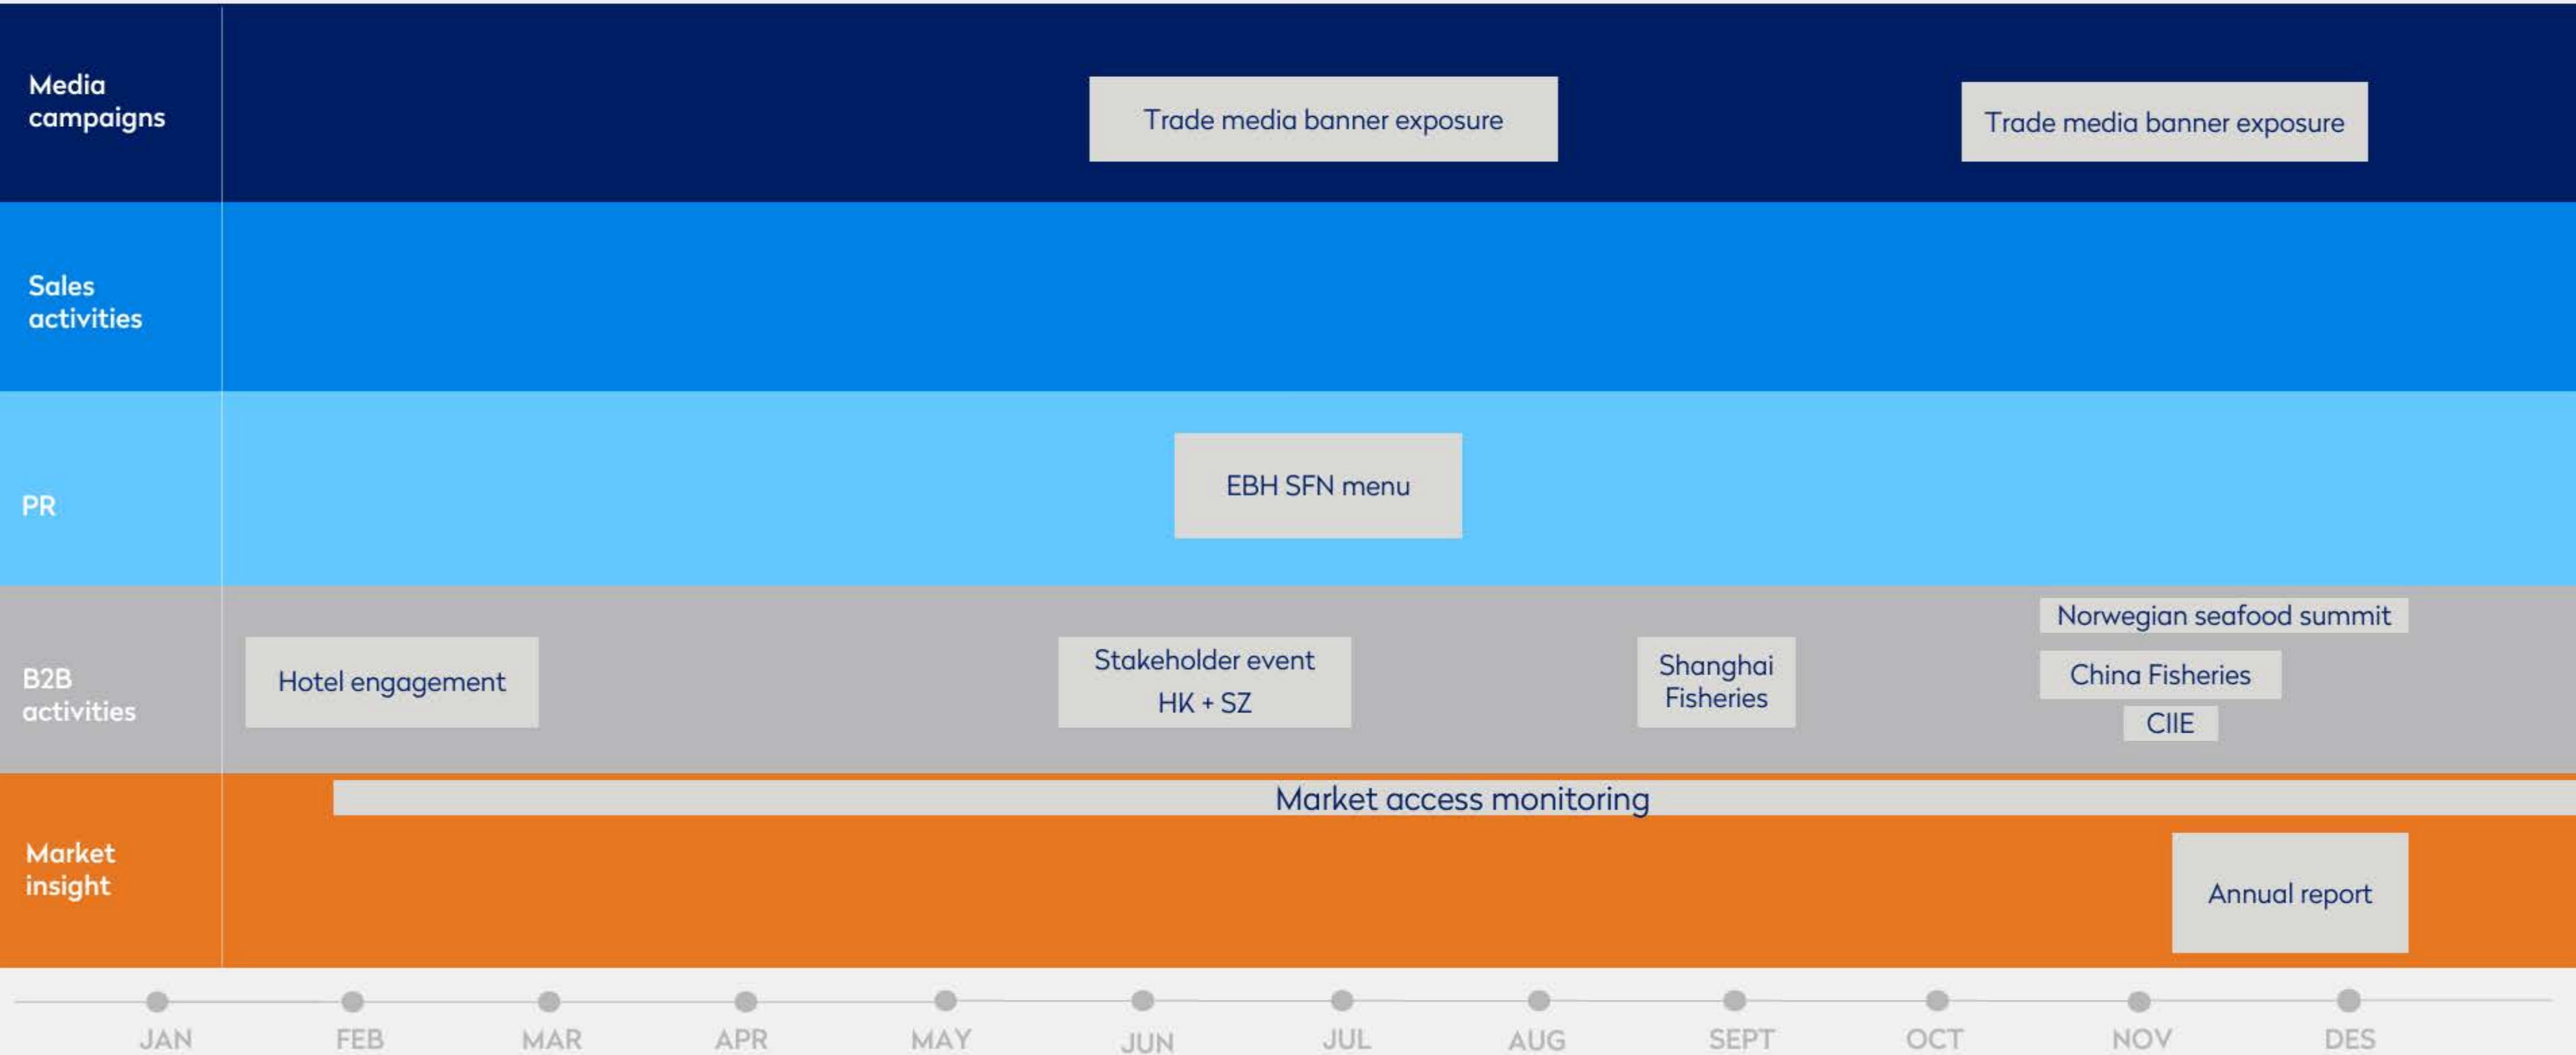 Media
campaigns
Trade media banner exposure
Trade media banner exposure
Sales
activities
PR
EBH SFN menu
B2B
activities
Hotel engagement
Stakeholder event
HK + SZ
Shanghai
Fisheries
Norwegian seafood summit
China Fisheries
CIIE
Market
insight
Market access monitoring
Annual report
JAN FEB MAR APR MAY JUN JUL AUG SEPT OCT NOV DES